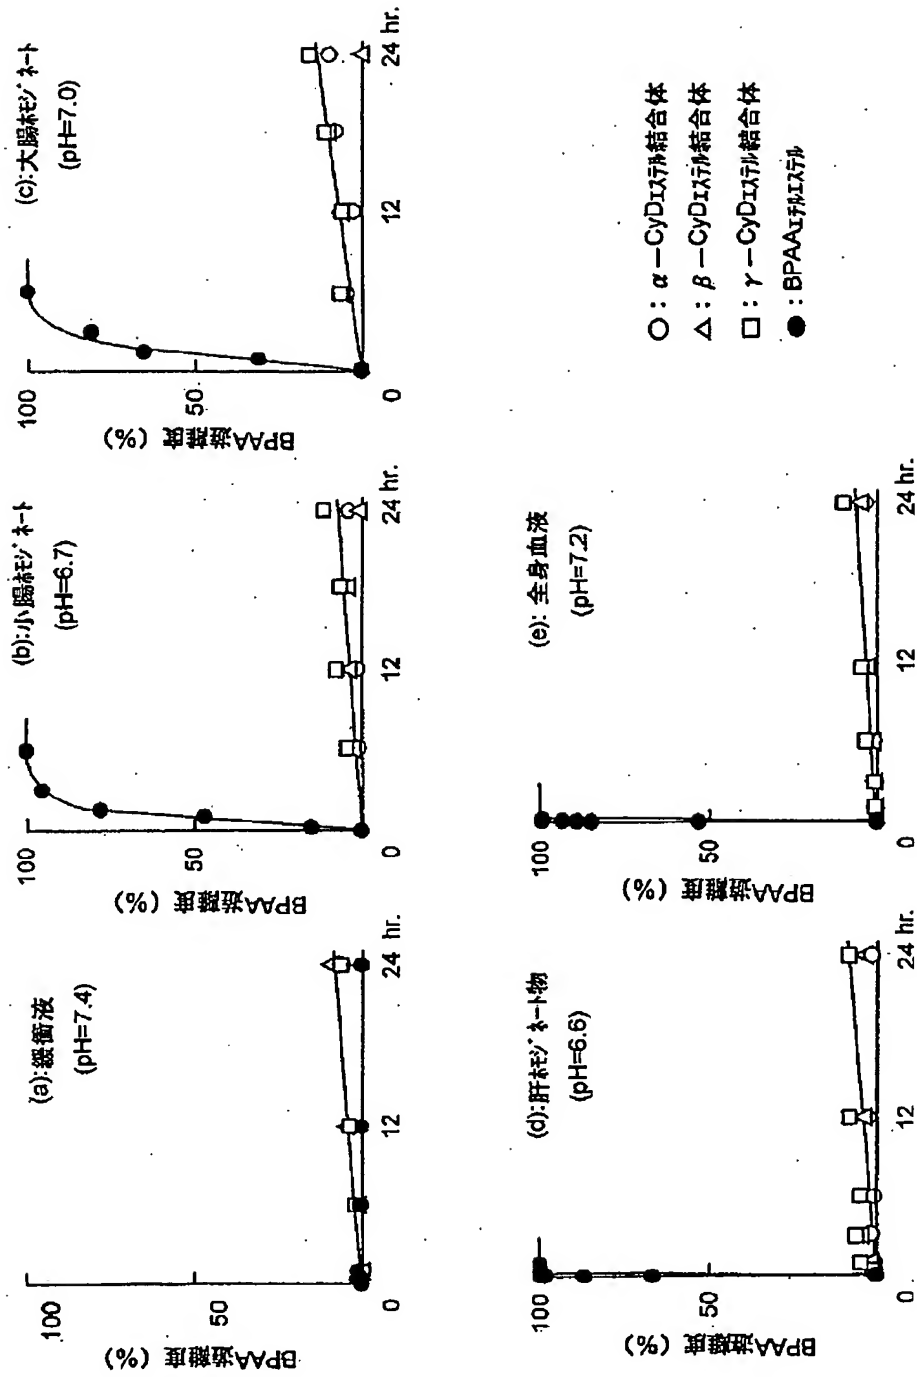 (a):緩衝液
(pH=7.4)
BPAA遊離度 (%)
100
50
0
12
24 hr.
(b):小腸ホモジネート
(pH=6.7)
BPAA遊離度 (%)
100
50
0
12
24 hr.
(c):大腸ホモジネート
(pH=7.0)
BPAA遊離度 (%)
100
50
0
12
24 hr.
(d):肝ホモジネート物
(pH=6.6)
BPAA遊離度 (%)
100
50
0
12
24 hr.
(e): 全身血液
(pH=7.2)
BPAA遊離度 (%)
100
50
0
12
24 hr.
○ : α－CyDエステル結合体
△ : β－CyDエステル結合体
□ : γ－CyDエステル結合体
● : BPAAエチルエステル